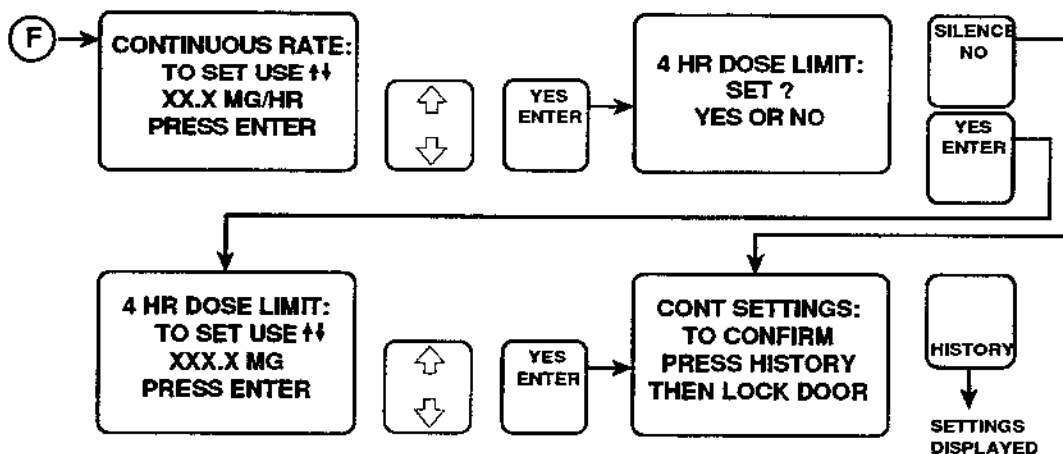 F
CONTINUOUS RATE:
TO SET USE ↑↓
XX.X MG/HR
PRESS ENTER
YES
ENTER
4 HR DOSE LIMIT:
SET ?
YES OR NO
SILENCE
NO
YES
ENTER
4 HR DOSE LIMIT:
TO SET USE ↑↓
XXX.X MG
PRESS ENTER
YES
ENTER
CONT SETTINGS:
TO CONFIRM
PRESS HISTORY
THEN LOCK DOOR
HISTORY
SETTINGS
DISPLAYED